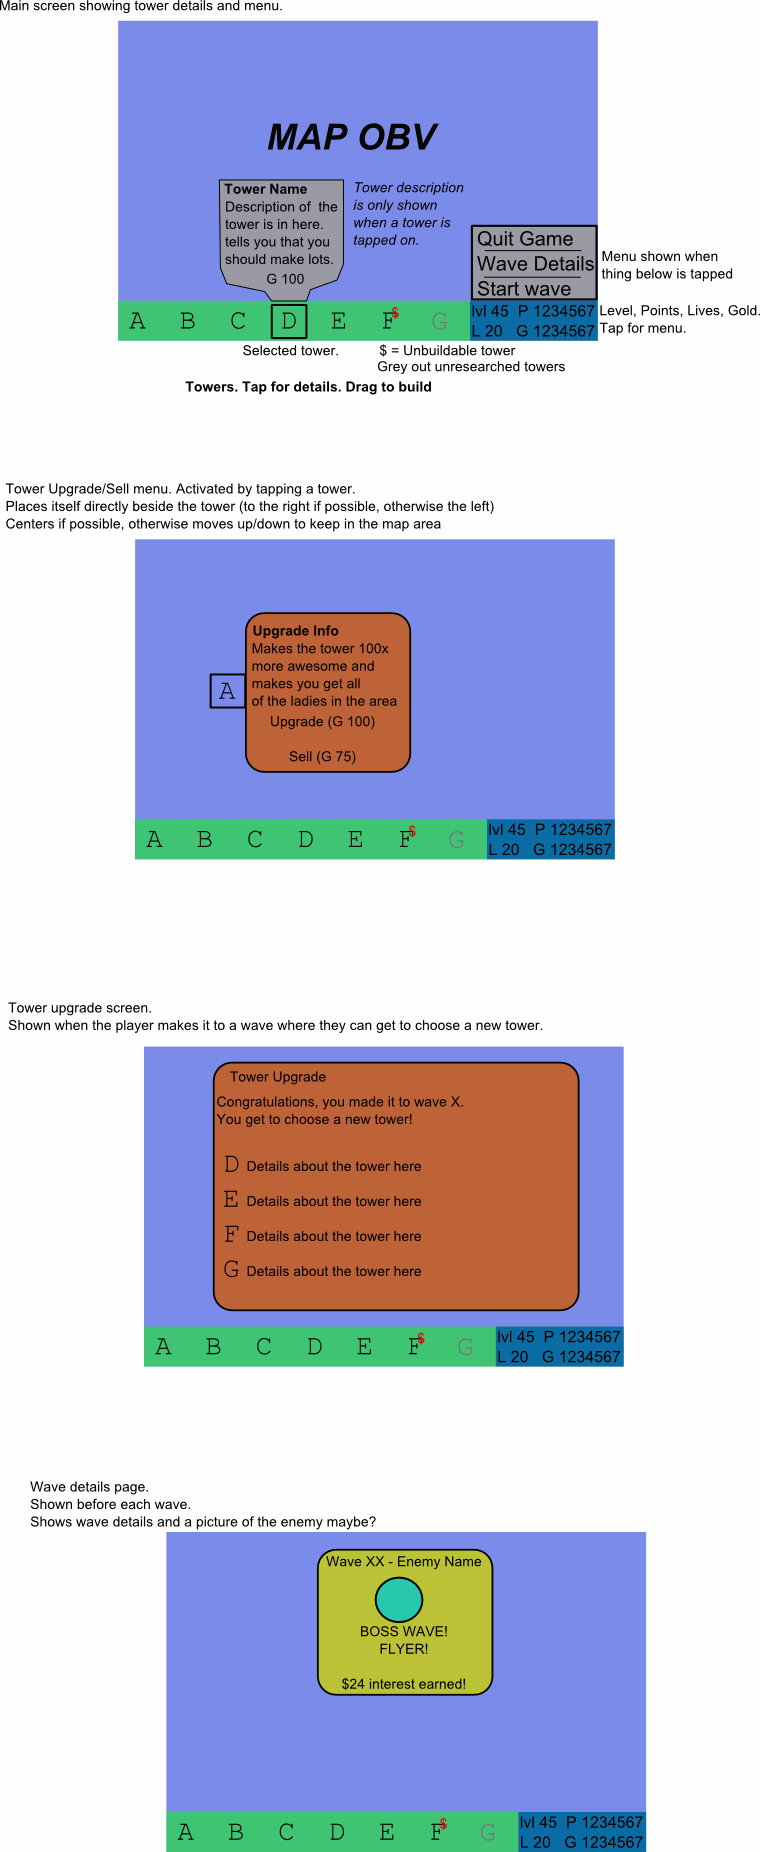 Main screen showing tower details and menu.
MAP OBV
Tower Name
Description of the
tower is in here.
tells you that you
should make lots.
G 100
Tower description
is only shown
when a tower is
tapped on.
Quit Game
Wave Details
Start wave
Menu shown when
thing below is tapped
A B C D E F$ G
lvl 45 P 1234567
L 20 G 1234567
Level, Points, Lives, Gold.
Tap for menu.
Selected tower.
$ = Unbuildable tower
Grey out unresearched towers
Towers. Tap for details. Drag to build
Tower Upgrade/Sell menu. Activated by tapping a tower.
Places itself directly beside the tower (to the right if possible, otherwise the left)
Centers if possible, otherwise moves up/down to keep in the map area
A
Upgrade Info
Makes the tower 100x
more awesome and
makes you get all
of the ladies in the area
Upgrade (G 100)
Sell (G 75)
A B C D E F$ G
lvl 45 P 1234567
L 20 G 1234567
Tower upgrade screen.
Shown when the player makes it to a wave where they can get to choose a new tower.
Tower Upgrade
Congratulations, you made it to wave X.
You get to choose a new tower!
D Details about the tower here
E Details about the tower here
F Details about the tower here
G Details about the tower here
A B C D E F$ G
lvl 45 P 1234567
L 20 G 1234567
Wave details page.
Shown before each wave.
Shows wave details and a picture of the enemy maybe?
Wave XX - Enemy Name
BOSS WAVE!
FLYER!
$24 interest earned!
A B C D E F$ G
lvl 45 P 1234567
L 20 G 1234567